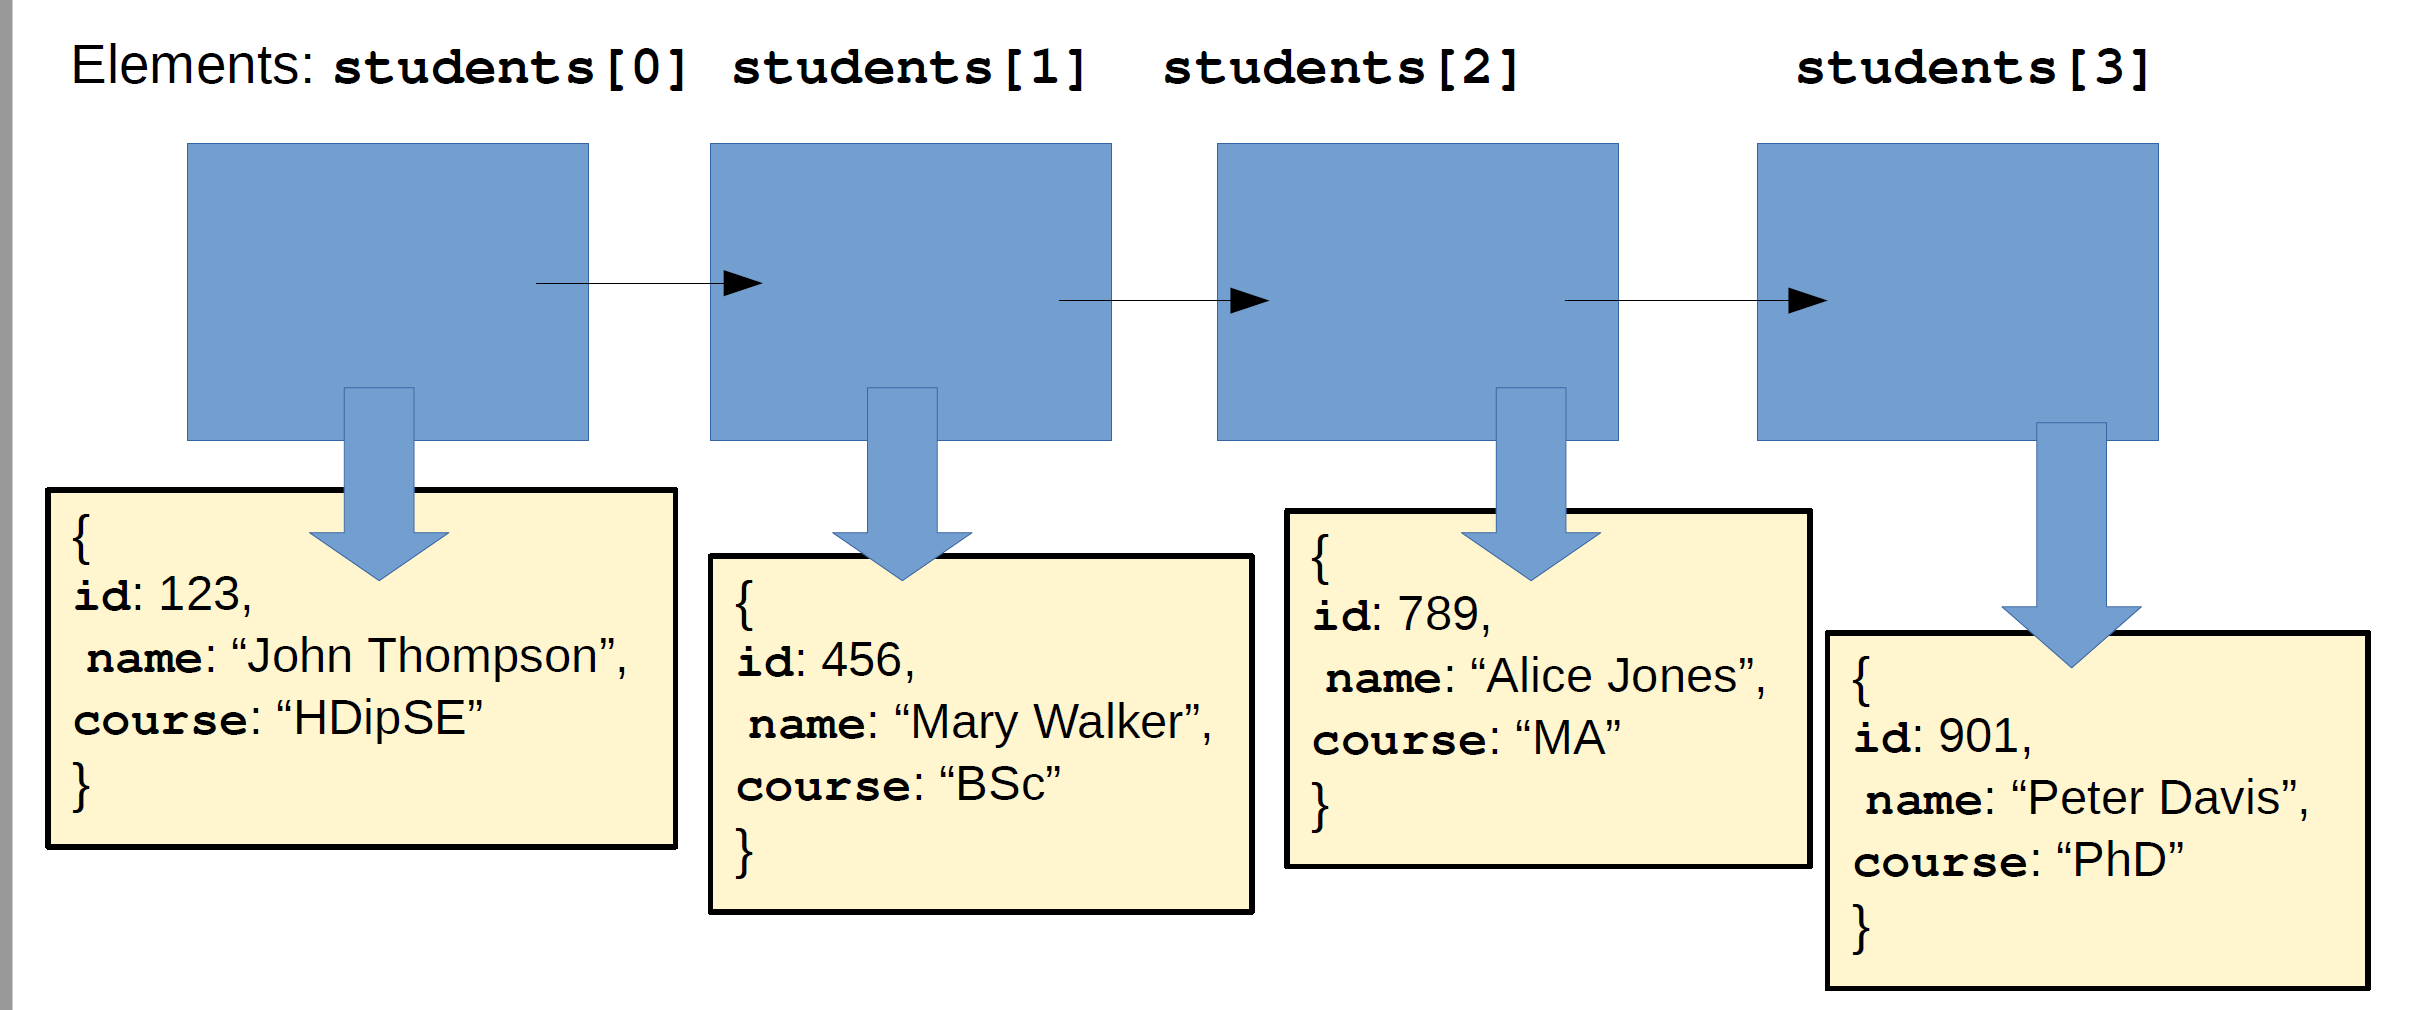 Elements: students[0] students[1] students[2] students[3]
{
id: 123,
name: “John Thompson”,
course: “HDipSE”
}
{
id: 456,
name: “Mary Walker”,
course: “BSc”
}
{
id: 789,
name: “Alice Jones”,
course: “MA”
}
{
id: 901,
name: “Peter Davis”,
course: “PhD”
}